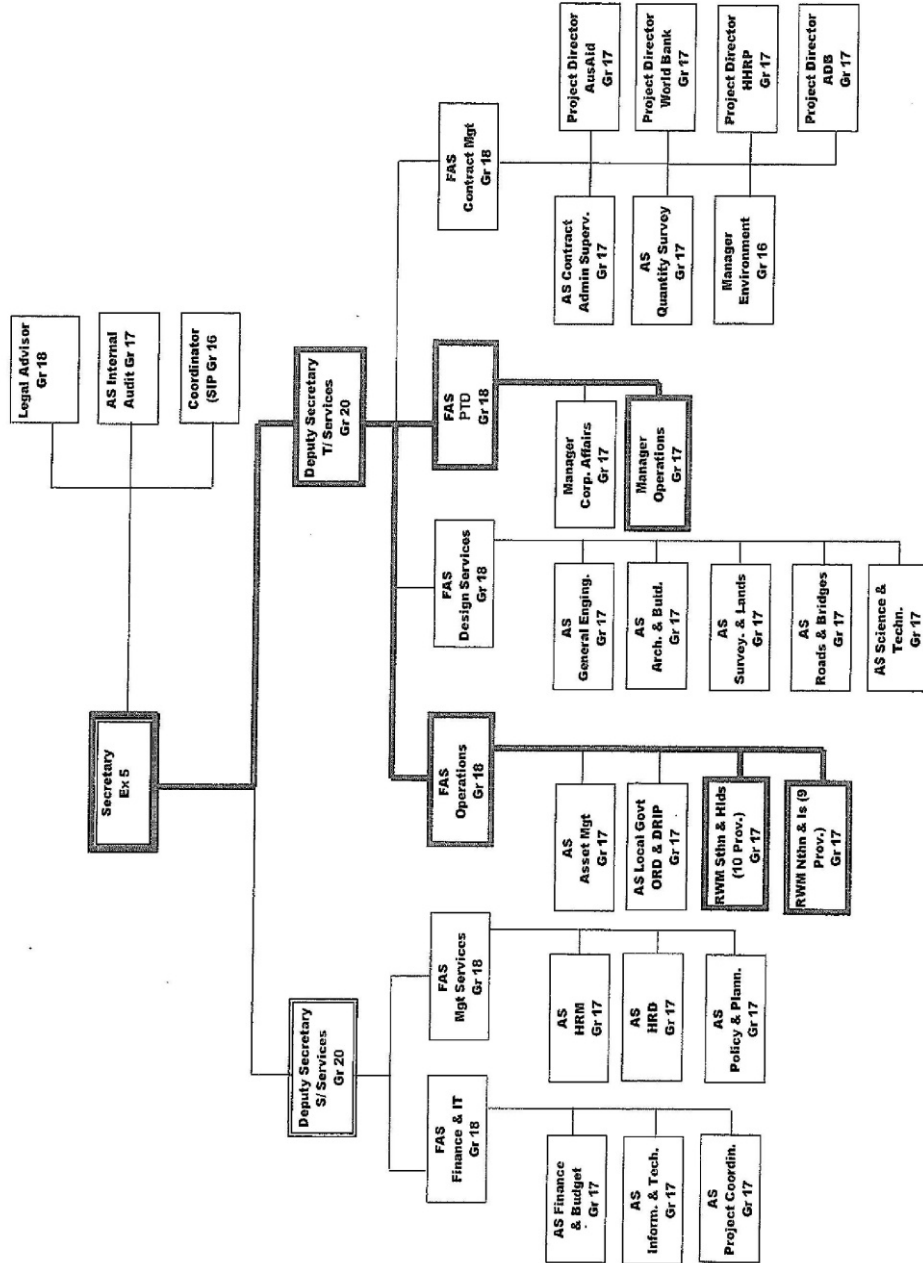 Legal Advisor
Gr 18
AS Internal
Audit Gr 17
Coordinator
(SIP Gr 16
Secretary
Ex 5
Deputy Secretary
S/ Services
Gr 20
Deputy Secretary
T/ Services
Gr 20
FAS
Finance & IT
Gr 18
FAS
Mgt Services
Gr 18
FAS
Operations
Gr 18
FAS
Design Services
Gr 18
FAS
PTD
Gr 18
FAS
Contract Mgt
Gr 18
AS Finance
& Budget
Gr 17
AS
Inform. & Tech.
Gr 17
AS
Project Coordin.
Gr 17
AS
HRM
Gr 17
AS
HRD
Gr 17
AS
Policy & Plann.
Gr 17
AS
Asset Mgt
Gr 17
AS Local Govt
ORD & DRIP
Gr 17
RWM Sthn & Hlds
(10 Prov.)
Gr 17
RWM Nthn & Is (9
Prov.)
Gr 17
AS
General Enging.
Gr 17
AS
Arch. & Buid.
Gr 17
AS
Survey. & Lands
Gr 17
AS
Roads & Bridges
Gr 17
AS Science &
Techn.
Gr 17
Manager
Corp. Affairs
Gr 17
Manager
Operations
Gr 17
AS Contract
Admin Superv.
Gr 17
AS
Quantity Survey
Gr 17
Manager
Environment
Gr 16
Project Director
AusAid
Gr 17
Project Director
World Bank
Gr 17
Project Director
HHRP
Gr 17
Project Director
ADB
Gr 17